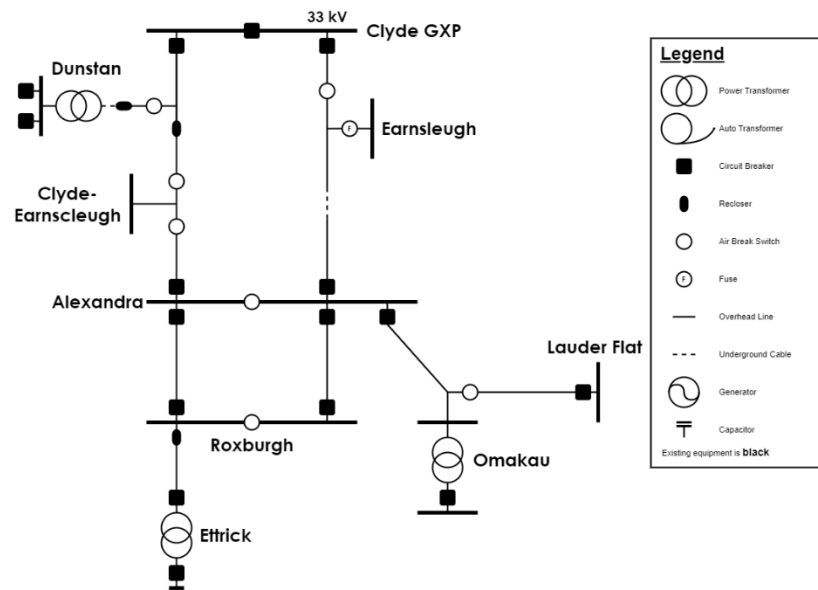 33 kV
Clyde GXP
Dunstan
Earnsleugh
F
Clyde-
Earnscleugh
Alexandra
Lauder Flat
Roxburgh
Omakau
Ettrick
Legend
Power Transformer
Auto Transformer
Circuit Breaker
Recloser
Air Break Switch
F
Fuse
Overhead Line
Underground Cable
Generator
Capacitor
Existing equipment is black